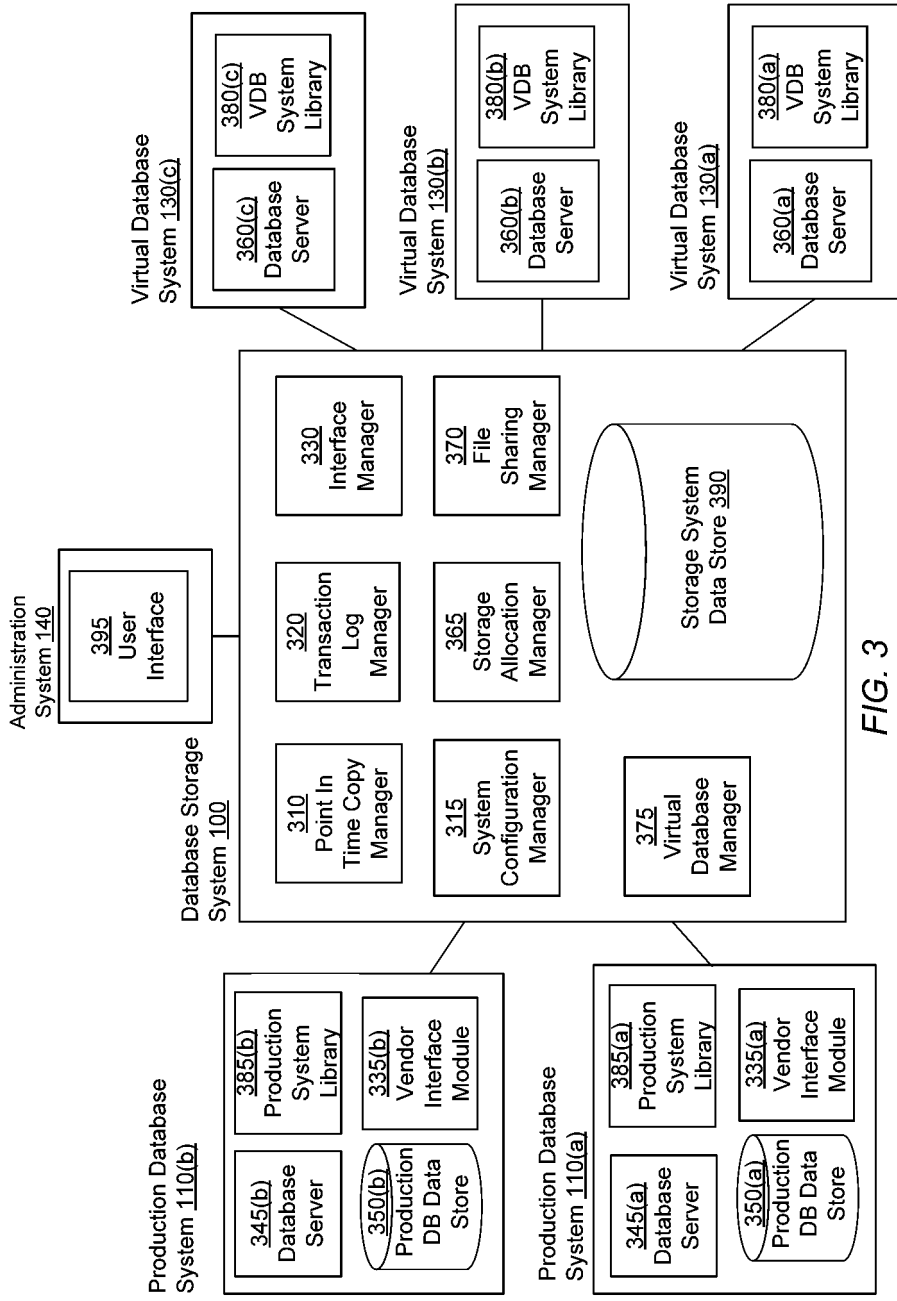 Administration
System 140
395
User
Interface
Database Storage
System 100
310
Point In
Time Copy
Manager
320
Transaction
Log
Manager
330
Interface
Manager
315
System
Configuration
Manager
365
Storage
Allocation
Manager
370
File
Sharing
Manager
375
Virtual
Database
Manager
Storage System
Data Store 390
Production Database
System 110(b)
345(b)
Database
Server
385(b)
Production
System
Library
350(b)
Production
DB Data
Store
335(b)
Vendor
Interface
Module
Production Database
System 110(a)
345(a)
Database
Server
385(a)
Production
System
Library
350(a)
Production
DB Data
Store
335(a)
Vendor
Interface
Module
Virtual Database
System 130(c)
360(c)
Database
Server
380(c)
VDB
System
Library
Virtual Database
System 130(b)
360(b)
Database
Server
380(b)
VDB
System
Library
Virtual Database
System 130(a)
360(a)
Database
Server
380(a)
VDB
System
Library
FIG. 3